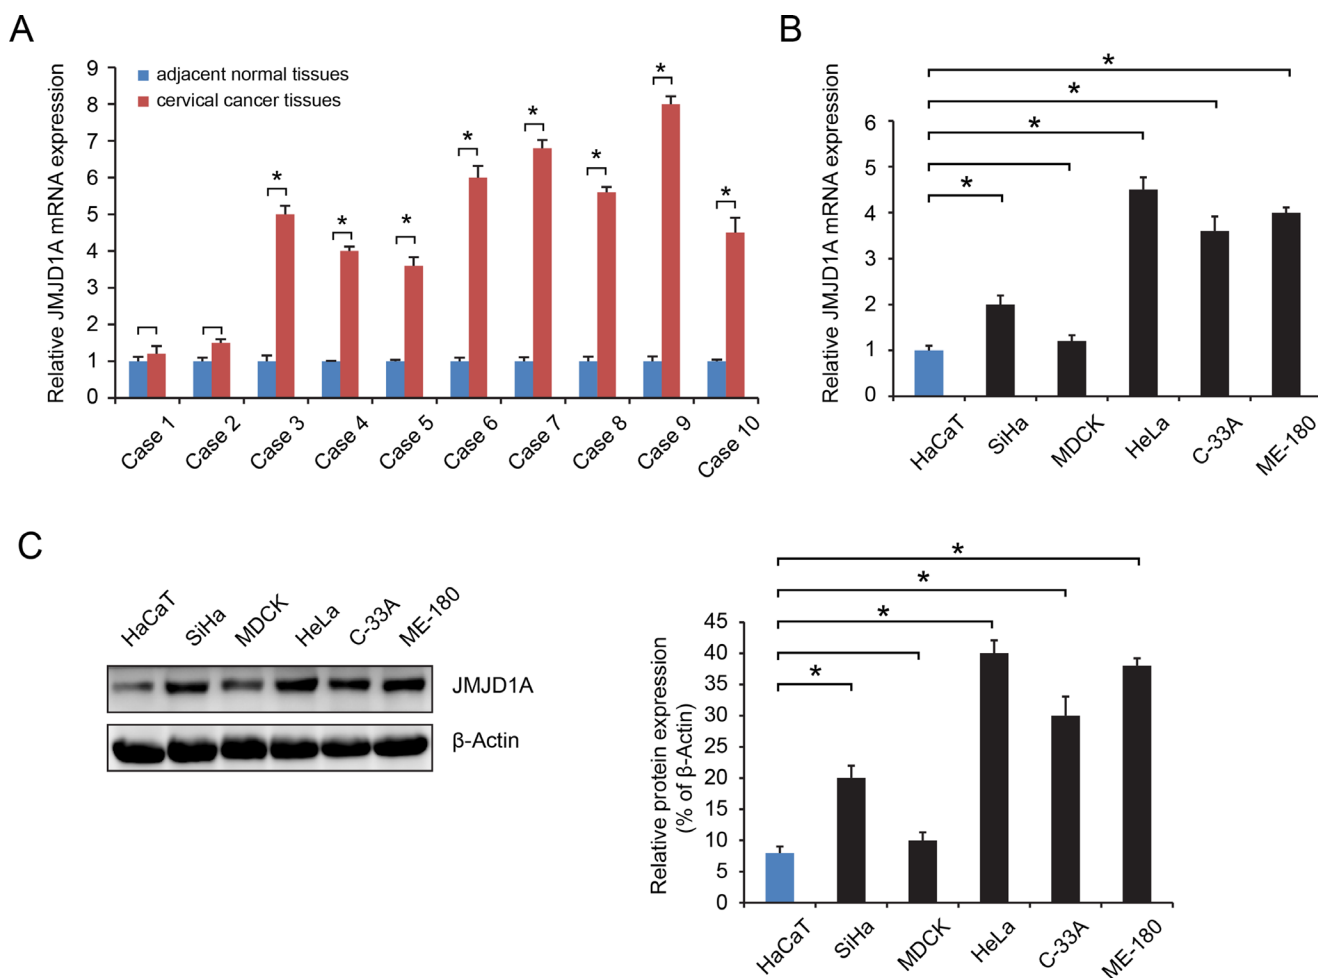 A
Relative JMJD1A mRNA expression
9
8
7
6
5
4
3
2
1
0
adjacent normal tissues
cervical cancer tissues
*
*
*
*
*
*
*
*
Case 1
Case 2
Case 3
Case 4
Case 5
Case 6
Case 7
Case 8
Case 9
Case 10
B
Relative JMJD1A mRNA expression
6
5
4
3
2
1
0
*
*
*
*
HaCaT
SiHa
MDCK
HeLa
C-33A
ME-180
C
HaCaT
SiHa
MDCK
HeLa
C-33A
ME-180
JMJD1A
β-Actin
Relative protein expression
(% of β-Actin)
45
40
35
30
25
20
15
10
5
0
*
*
*
*
HaCaT
SiHa
MDCK
HeLa
C-33A
ME-180